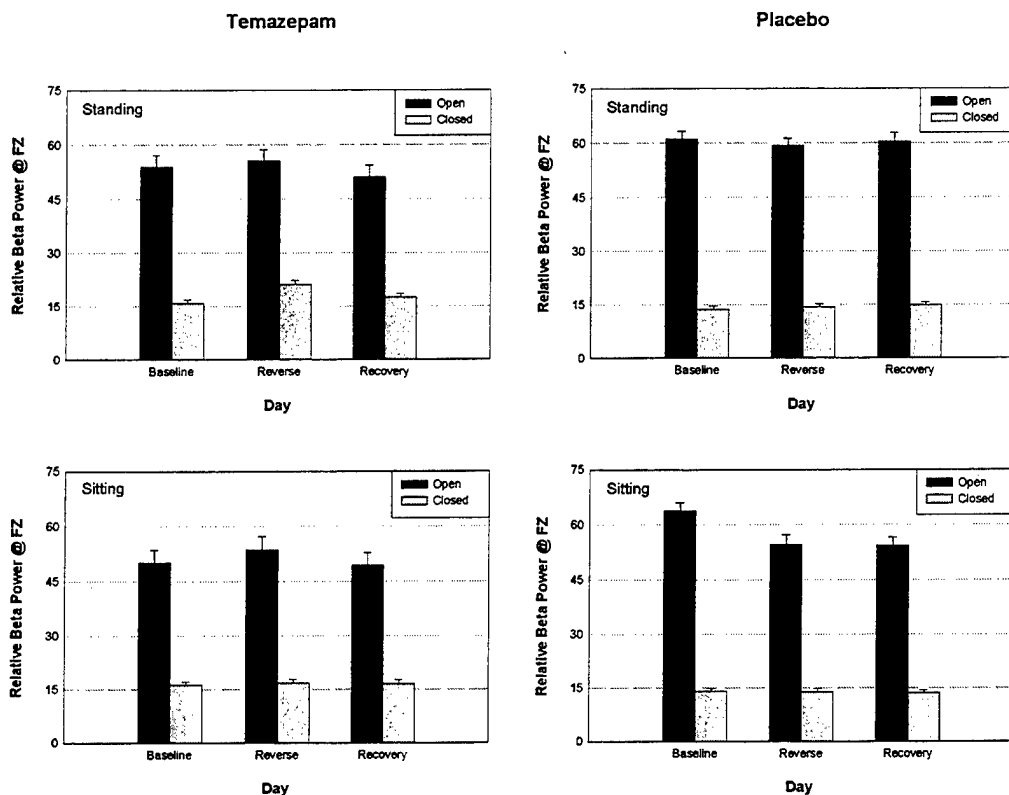 Temazepam
Placebo
Relative Beta Power @ FZ
75
60
45
30
15
0
Standing
Open
Closed
Baseline
Reverse
Recovery
Day
Relative Beta Power @ FZ
75
60
45
30
15
0
Standing
Open
Closed
Baseline
Reverse
Recovery
Day
Relative Beta Power @ FZ
75
60
45
30
15
0
Sitting
Open
Closed
Baseline
Reverse
Recovery
Day
Relative Beta Power @ FZ
75
60
45
30
15
0
Sitting
Open
Closed
Baseline
Reverse
Recovery
Day